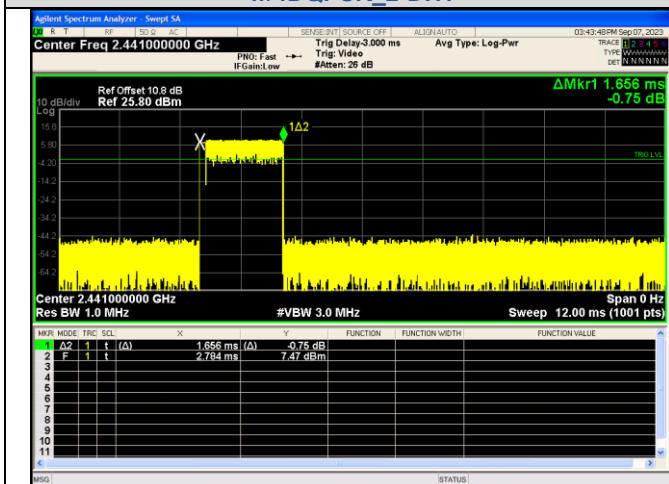 Agilent Spectrum Analyzer - Swept SA
R T RF 50 Ω AC SENSE:INT SOURCE OFF ALIGNAUTO 03:43:48PM Sep 07, 2023
Center Freq 2.441000000 GHz
PNO: Fast
IFGain:Low
Trig Delay-3.000 ms
Trig: Video
#Atten: 26 dB
Avg Type: Log-Pwr
TRACE 1 2 3 4 5 6
TYPE WWWWWW
DET N N N N N N
ΔMkr1 1.656 ms
-0.75 dB
Ref Offset 10.8 dB
10 dB/div Ref 25.80 dBm
Log
15.8
5.80
-4.20
-14.2
-24.2
-34.2
-44.2
-54.2
-64.2
1Δ2
TRIG LVL
Center 2.441000000 GHz Span 0 Hz
Res BW 1.0 MHz #VBW 3.0 MHz Sweep 12.00 ms (1001 pts)
MKR MODE TRC SCL X Y FUNCTION FUNCTION WIDTH FUNCTION VALUE
1 Δ2 1 t (Δ) 1.656 ms (Δ) -0.75 dB
2 F 1 t 2.784 ms 7.47 dBm
3
4
5
6
7
8
9
10
11
MSG STATUS